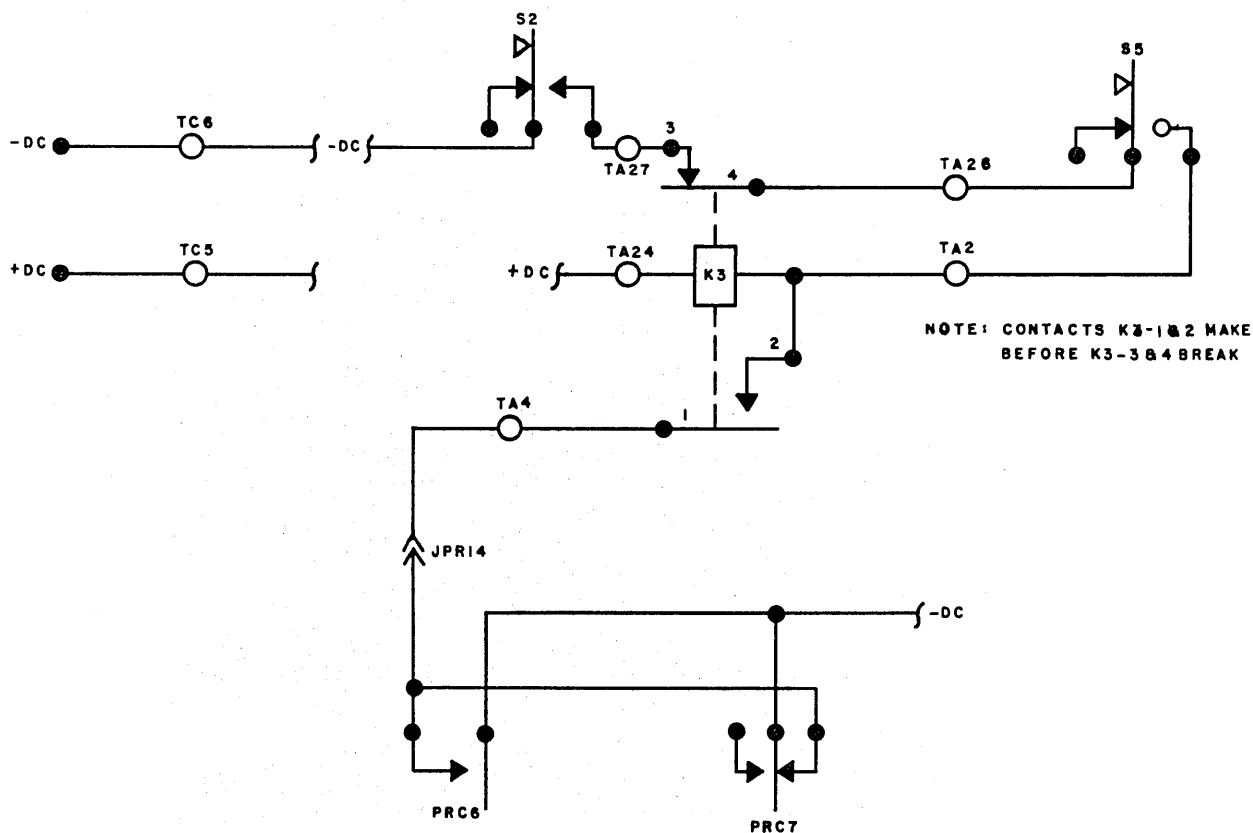 S2
S5
TC6
-DC
-DC
3
TA27
4
TA26
TC5
+DC
+DC
TA24
K3
TA2
NOTE: CONTACTS K3-1&2 MAKE
BEFORE K3-3&4 BREAK
2
TA4
1
JPR14
-DC
PRC6
PRC7